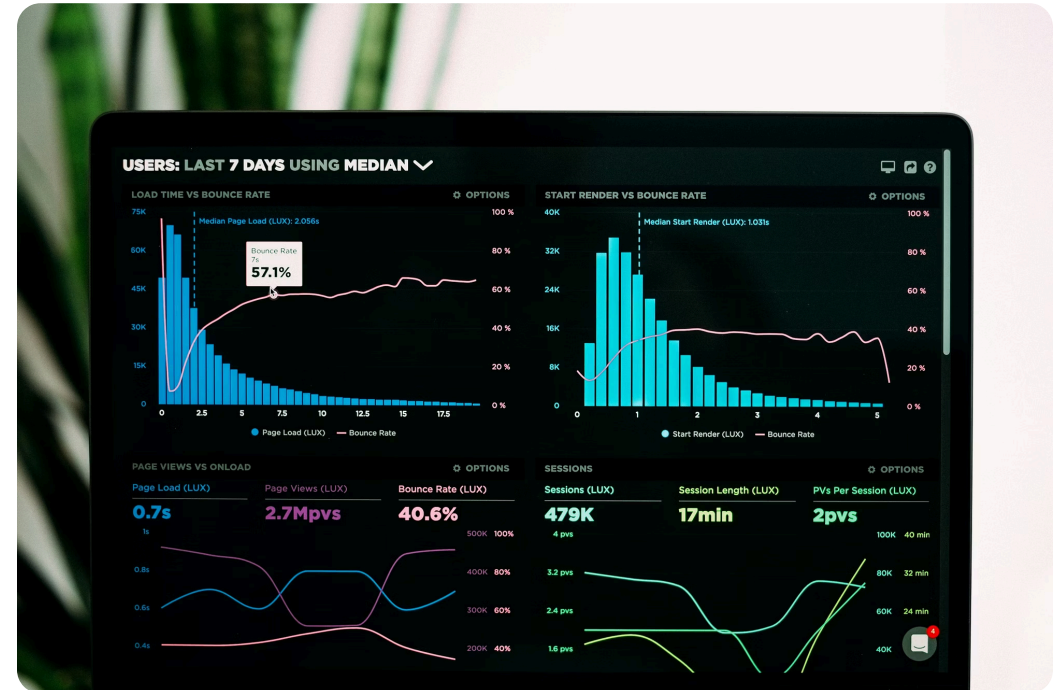 USERS: LAST 7 DAYS USING MEDIAN
LOAD TIME VS BOUNCE RATE
OPTIONS
75K
60K
45K
30K
15K
0
100 %
80 %
60 %
40 %
20 %
0 %
Median Page Load (LUX): 2.056s
Bounce Rate
7s
57.1%
0 2.5 5 7.5 10 12.5 15 17.5
Page Load (LUX) Bounce Rate
START RENDER VS BOUNCE RATE
OPTIONS
40K
32K
24K
16K
8K
0
100 %
80 %
60 %
40 %
20 %
0 %
Median Start Render (LUX): 1.031s
0 1 2 3 4 5
Start Render (LUX) Bounce Rate
PAGE VIEWS VS ONLOAD
OPTIONS
Page Load (LUX)
0.7s
Page Views (LUX)
2.7Mpvs
Bounce Rate (LUX)
40.6%
1s
0.8s
0.6s
0.4s
500K 100%
400K 80%
300K 60%
200K 40%
SESSIONS
OPTIONS
Sessions (LUX)
479K
Session Length (LUX)
17min
PVs Per Session (LUX)
2pvs
4 pvs
3.2 pvs
2.4 pvs
1.6 pvs
100K 40 min
80K 32 min
60K 24 min
40K
4